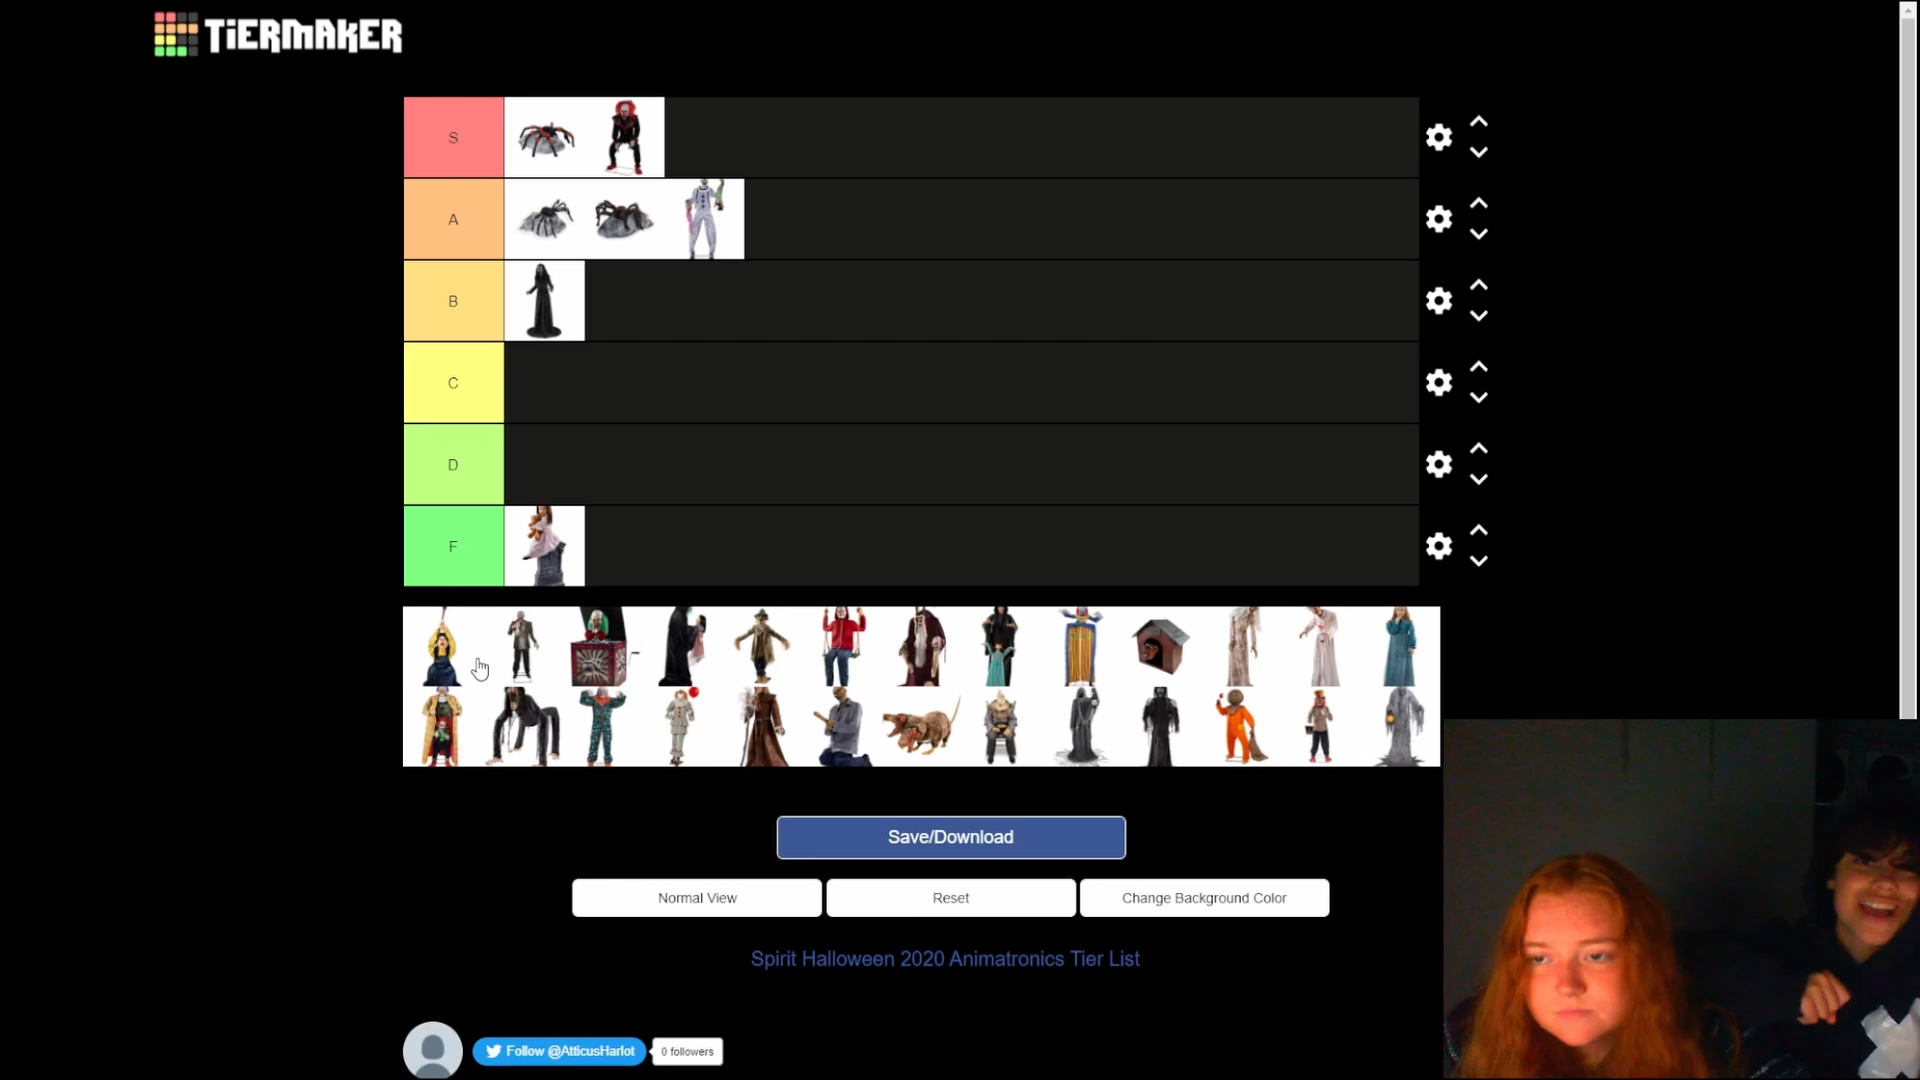 TiERMAKER
S
A
B
C
D
F
Save/Download
Normal View
Reset
Change Background Color
Spirit Halloween 2020 Animatronics Tier List
Follow @AtticusHarlot
0 followers